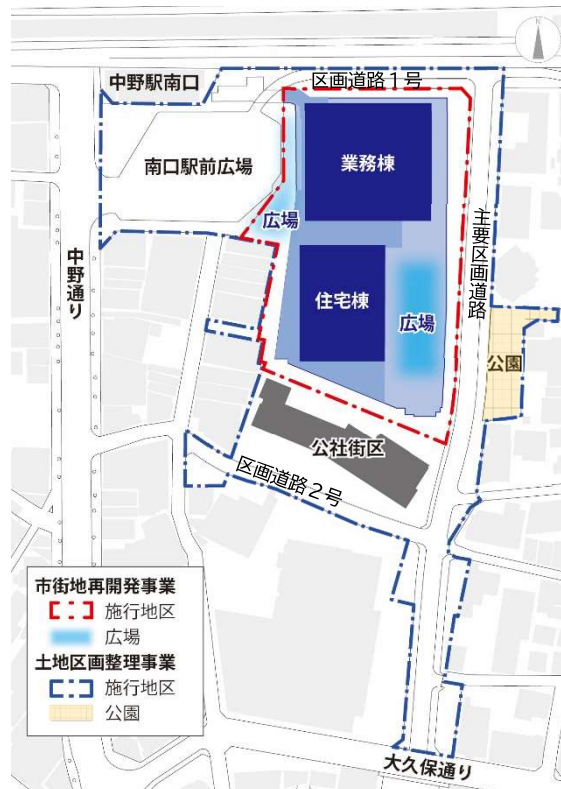 N
中野駅南口
区画道路1号
南口駅前広場
業務棟
広場
主要区画道路
中野通り
住宅棟
広場
公園
公社街区
区画道路2号
市街地再開発事業
施行地区
広場
土地区画整理事業
施行地区
公園
大久保通り